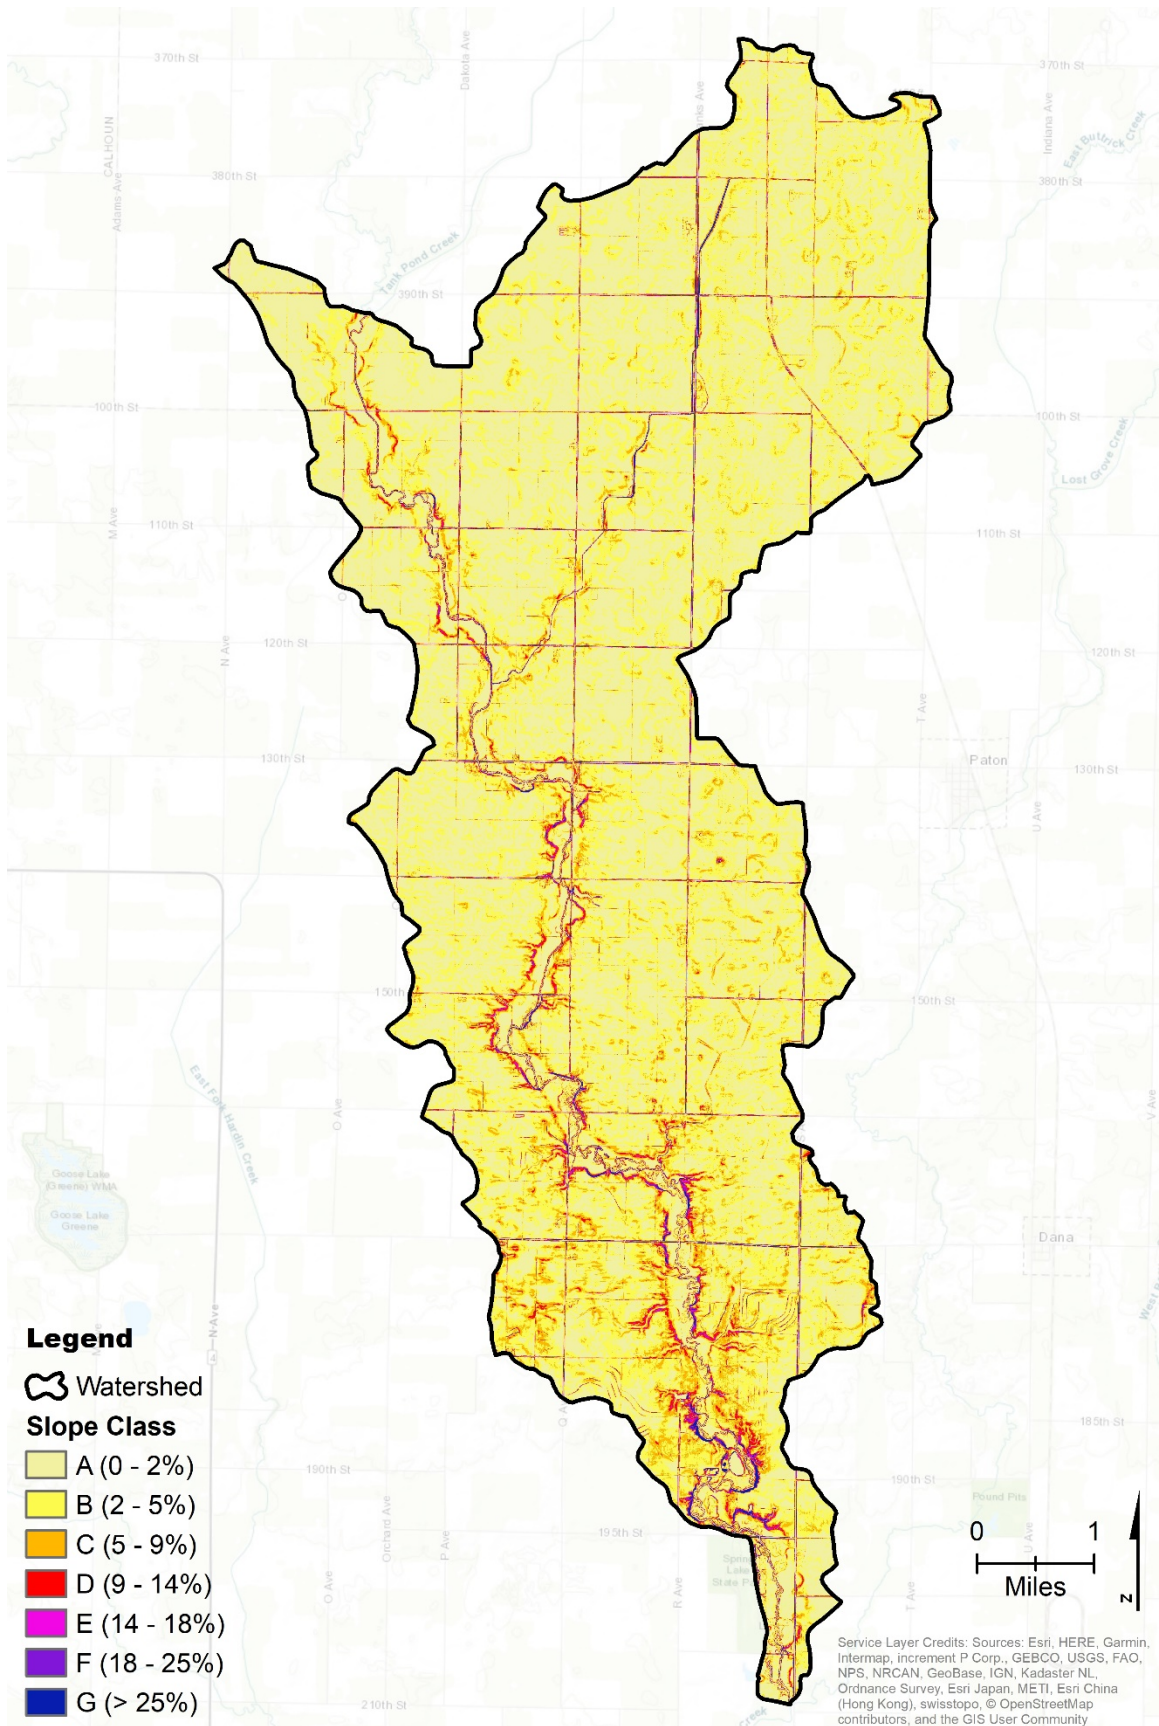 370th St
Dakota Ave
370th St
CALHOUN
Adams Ave
Indiana Ave
East Buttrick Creek
380th St
380th St
Tank Pond Creek
390th St
100th St
100th St
Lost Grove Creek
M Ave
110th St
110th St
N Ave
120th St
120th St
T Ave
130th St
Paton
130th St
U Ave
150th
150th St
East Fork Hardin Creek
O Ave
V Ave
Goose Lake
(Greene) WMA
Goose Lake
Greene
Dana
N Ave
Legend
Watershed
Slope Class
A (0 - 2%)
B (2 - 5%)
C (5 - 9%)
D (9 - 14%)
E (14 - 18%)
F (18 - 25%)
G (> 25%)
185th St
190th St
190th St
Pound Pits
Orchard Ave
P Ave
195th St
U Ave
O Ave
R Ave
T Ave
210th St
Creek
0 1
Miles
N
Service Layer Credits: Sources: Esri, HERE, Garmin,
Intermap, increment P Corp., GEBCO, USGS, FAO,
NPS, NRCAN, GeoBase, IGN, Kadaster NL,
Ordnance Survey, Esri Japan, METI, Esri China
(Hong Kong), swisstopo, © OpenStreetMap
contributors, and the GIS User Community